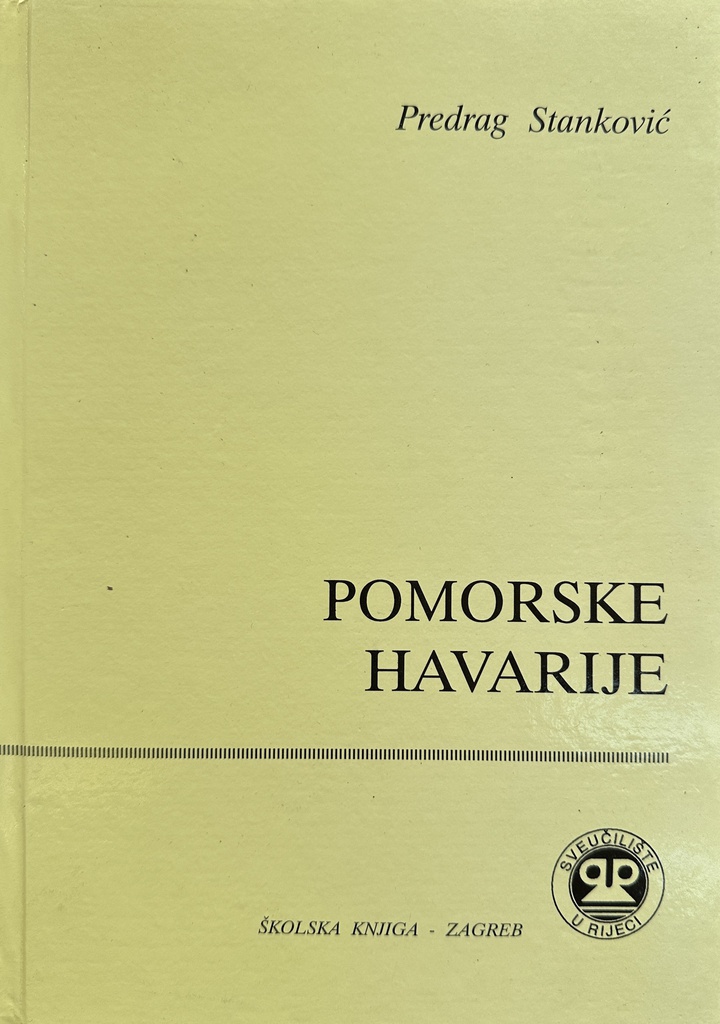 Predrag Stanković
POMORSKE
HAVARIJE
SVEUČILIŠTE
U RIJECI
ŠKOLSKA KNJIGA - ZAGREB